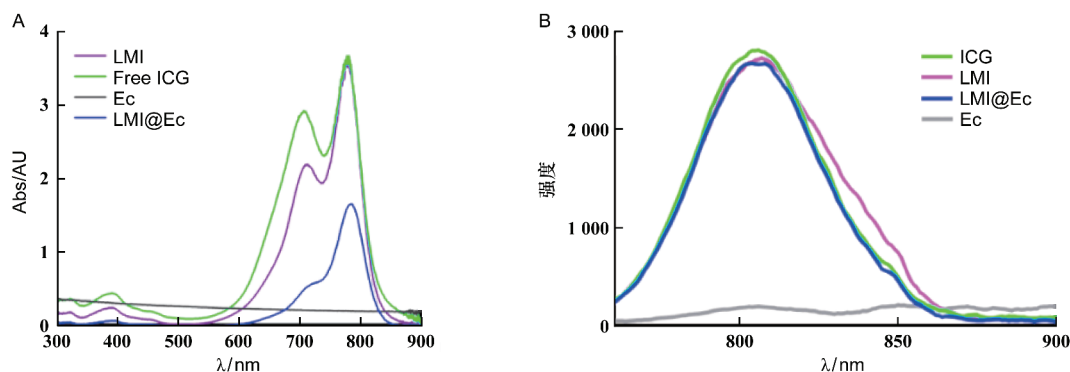 A
4
3
2
1
0
300 400 500 600 700 800 900
Abs/AU
λ/nm
LMI
Free ICG
Ec
LMI@Ec
B
3 000
2 000
1 000
0
800 850 900
强度
λ/nm
ICG
LMI
LMI@Ec
Ec